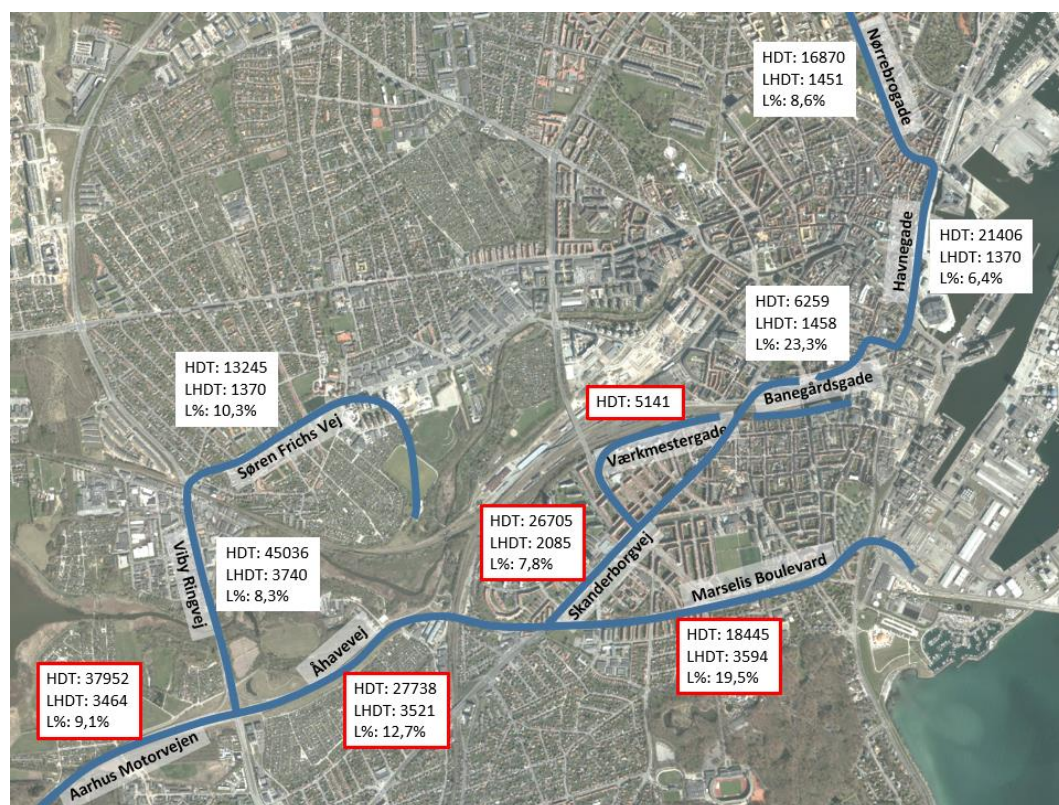 Nørrebrogade
HDT: 16870
LHDT: 1451
L%: 8,6%
Havnegade
HDT: 21406
LHDT: 1370
L%: 6,4%
HDT: 6259
LHDT: 1458
L%: 23,3%
Banegårdsgade
HDT: 13245
LHDT: 1370
L%: 10,3%
Søren Frichs Vej
HDT: 5141
Værkmestergade
HDT: 26705
LHDT: 2085
L%: 7,8%
Skanderborgvej
Viby Ringvej
HDT: 45036
LHDT: 3740
L%: 8,3%
Marselis Boulevard
HDT: 18445
LHDT: 3594
L%: 19,5%
Åhavevej
HDT: 27738
LHDT: 3521
L%: 12,7%
HDT: 37952
LHDT: 3464
L%: 9,1%
Aarhus Motorvejen